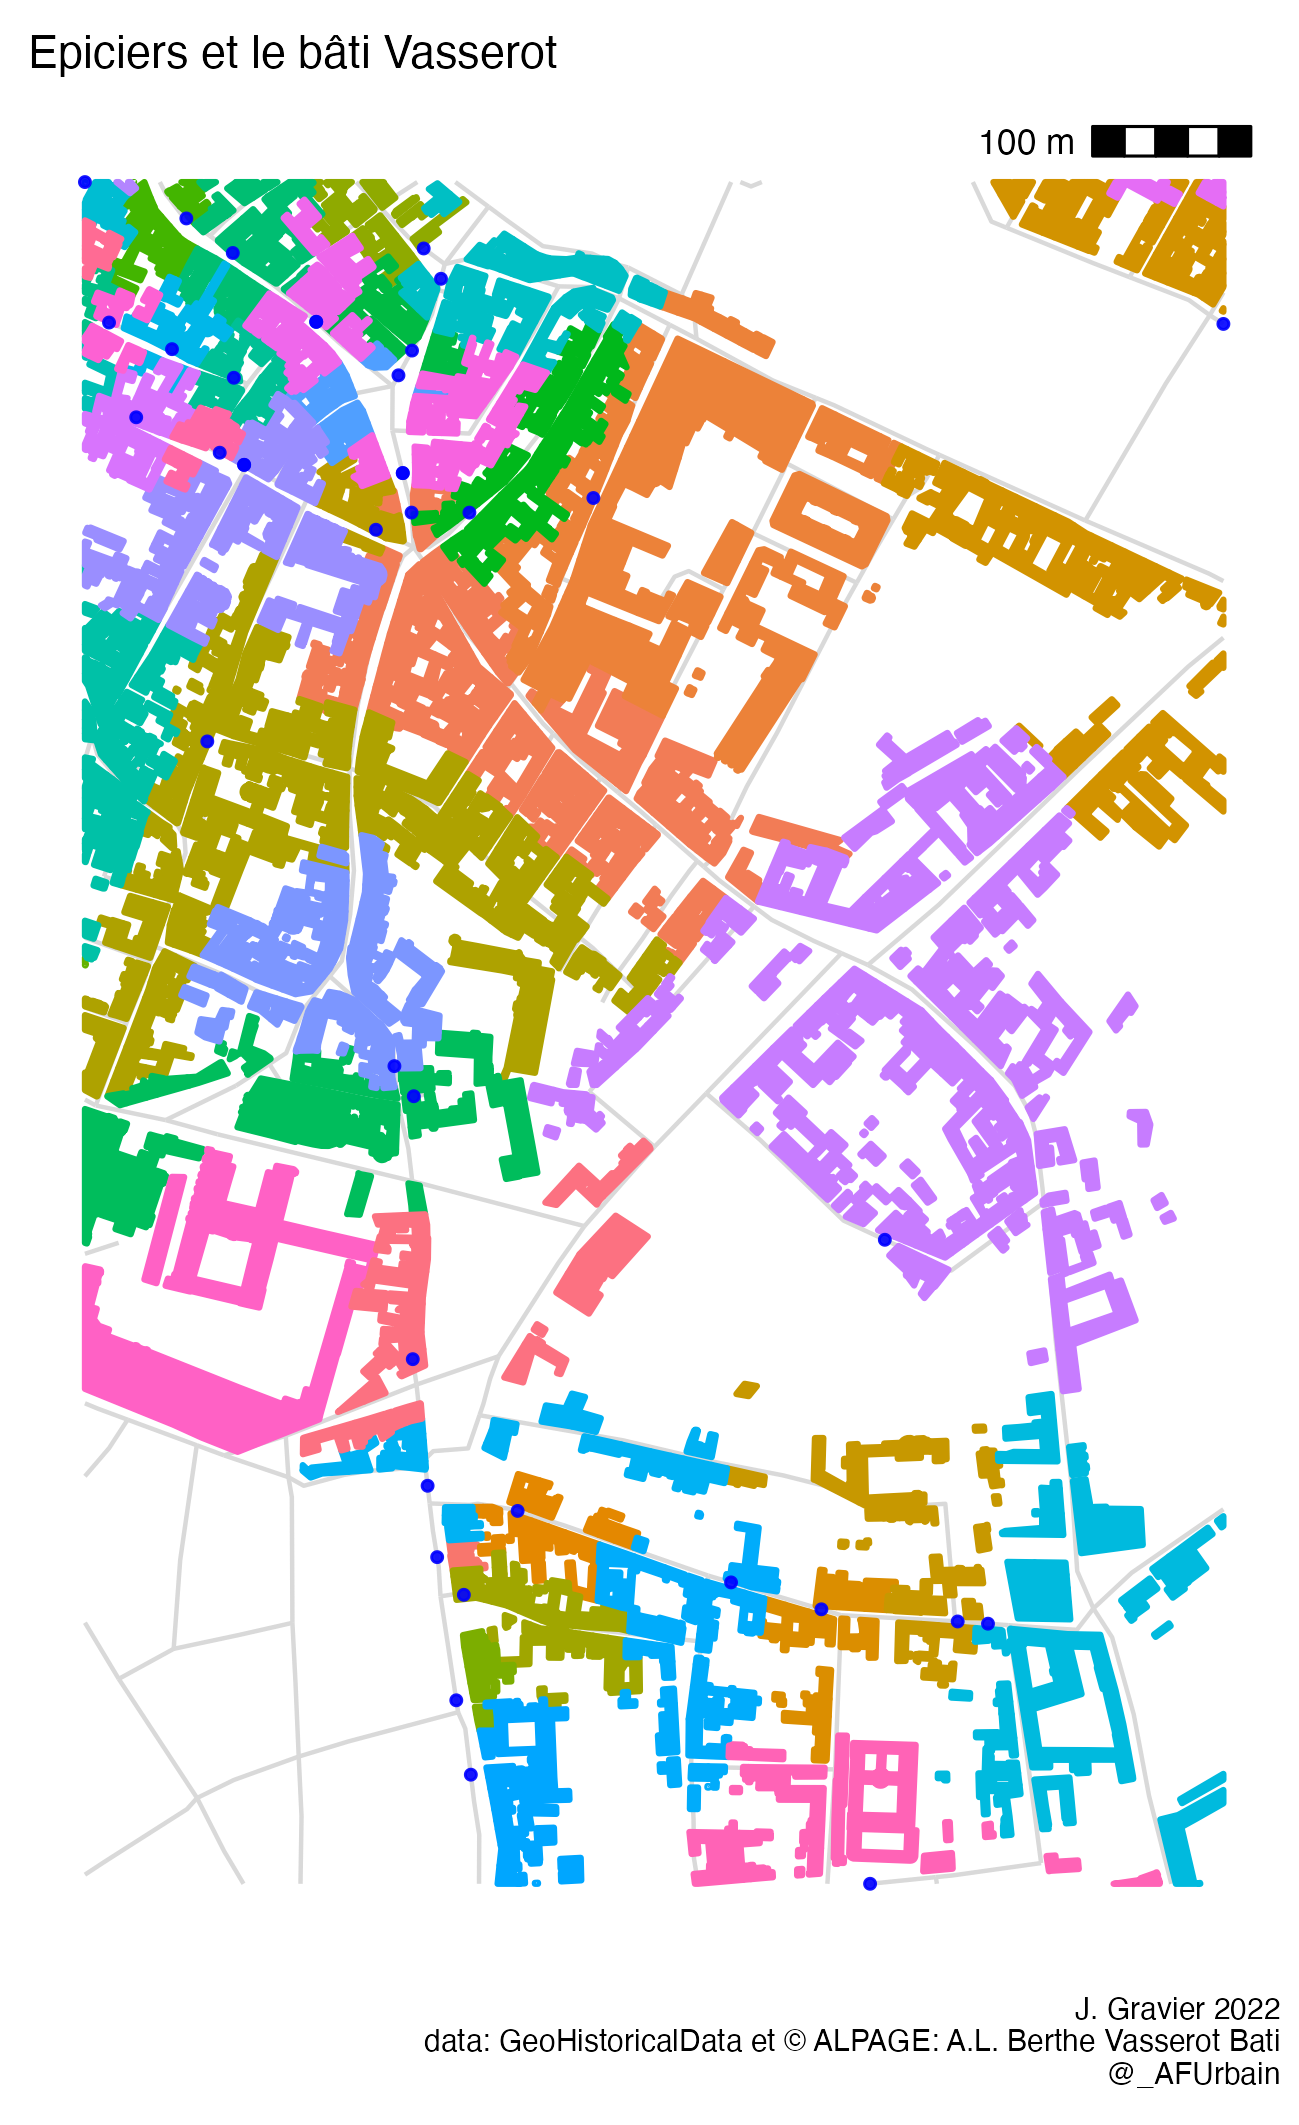 Epiciers et le bâti Vasserot
100 m
J. Gravier 2022
data: GeoHistoricalData et © ALPAGE: A.L. Berthe Vasserot Bati
@_AFUrbain